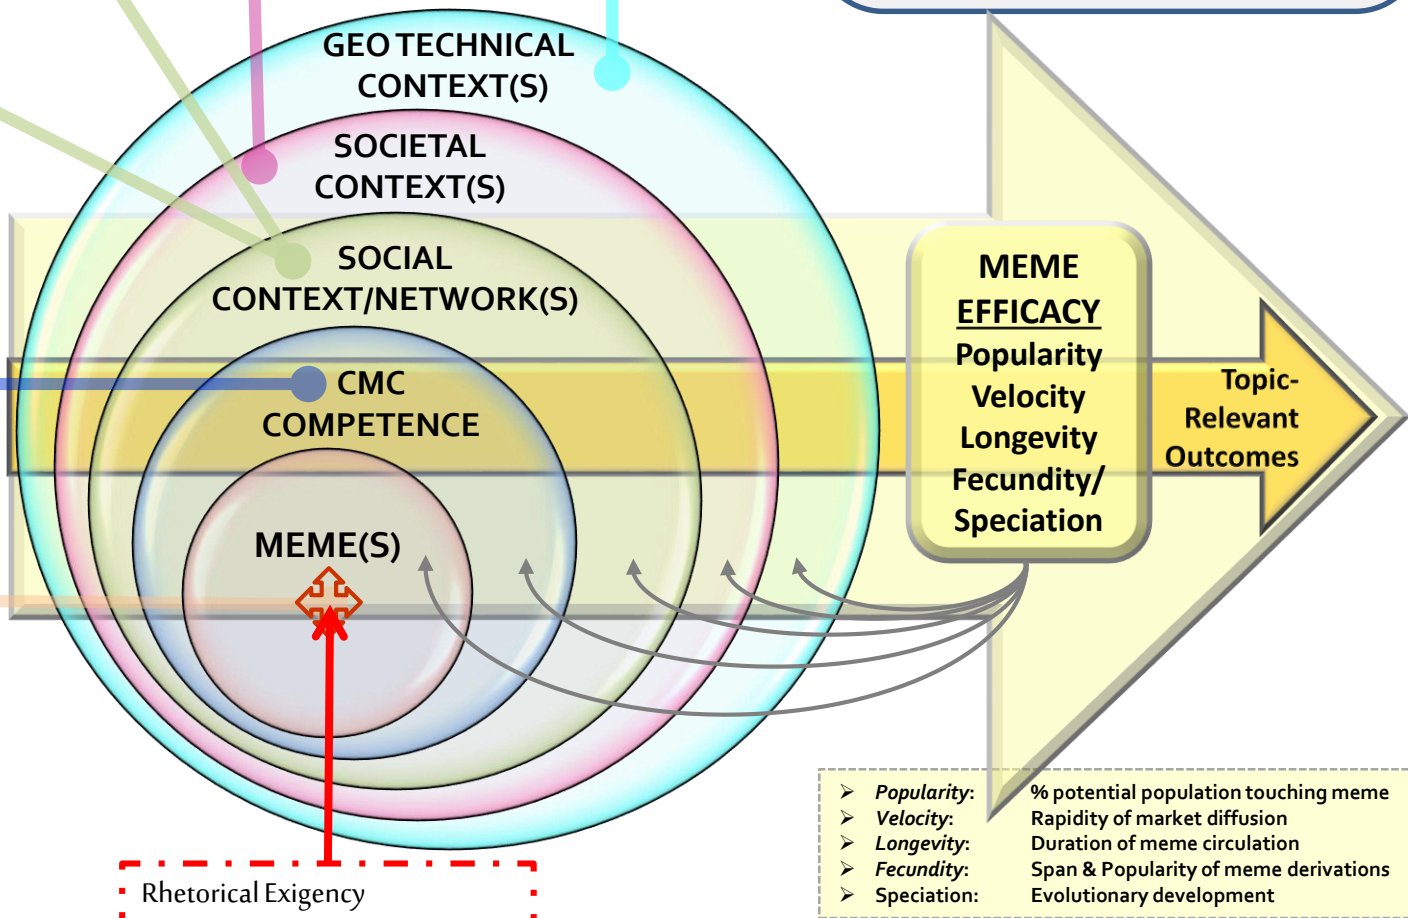 GEO TECHNICAL
CONTEXT(S)
SOCIETAL
CONTEXT(S)
SOCIAL
CONTEXT/NETWORK(S)
CMC
COMPETENCE
MEME(S)
MEME
EFFICACY
Popularity
Velocity
Longevity
Fecundity/
Speciation
Topic-
Relevant
Outcomes
➢ Popularity: % potential population touching meme
➢ Velocity: Rapidity of market diffusion
➢ Longevity: Duration of meme circulation
➢ Fecundity: Span & Popularity of meme derivations
➢ Speciation: Evolutionary development
Rhetorical Exigency